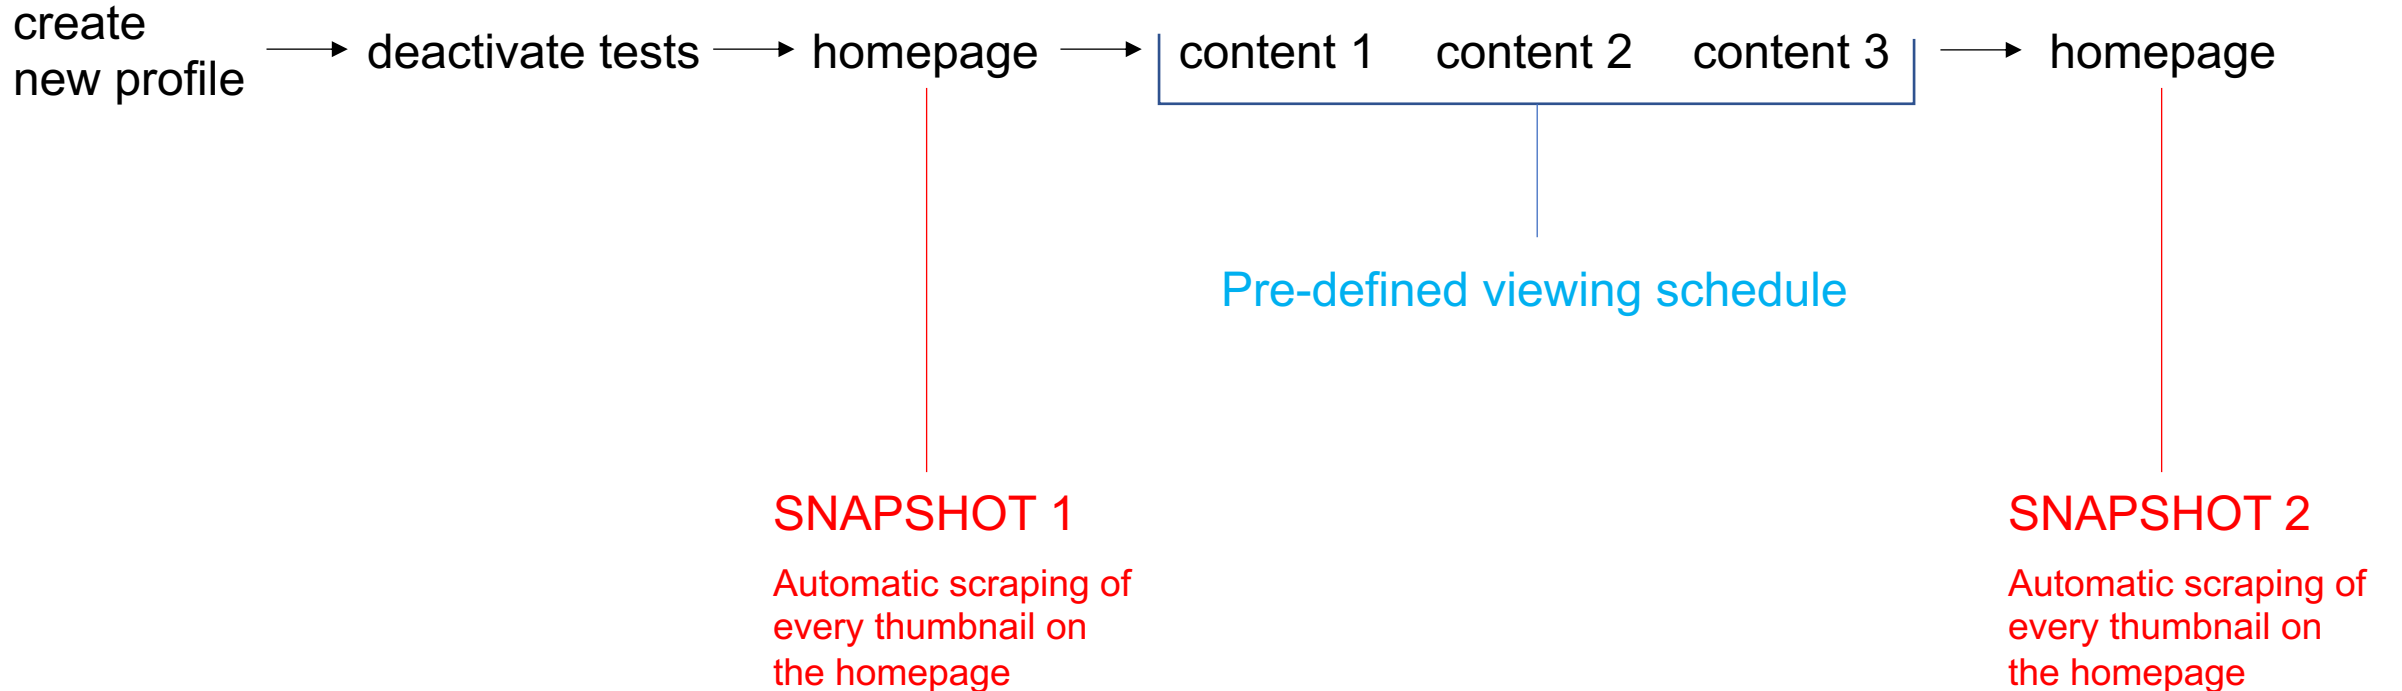 create
new profile
deactivate tests
homepage
content 1
content 2
content 3
homepage
Pre-defined viewing schedule
SNAPSHOT 1
Automatic scraping of
every thumbnail on
the homepage
SNAPSHOT 2
Automatic scraping of
every thumbnail on
the homepage